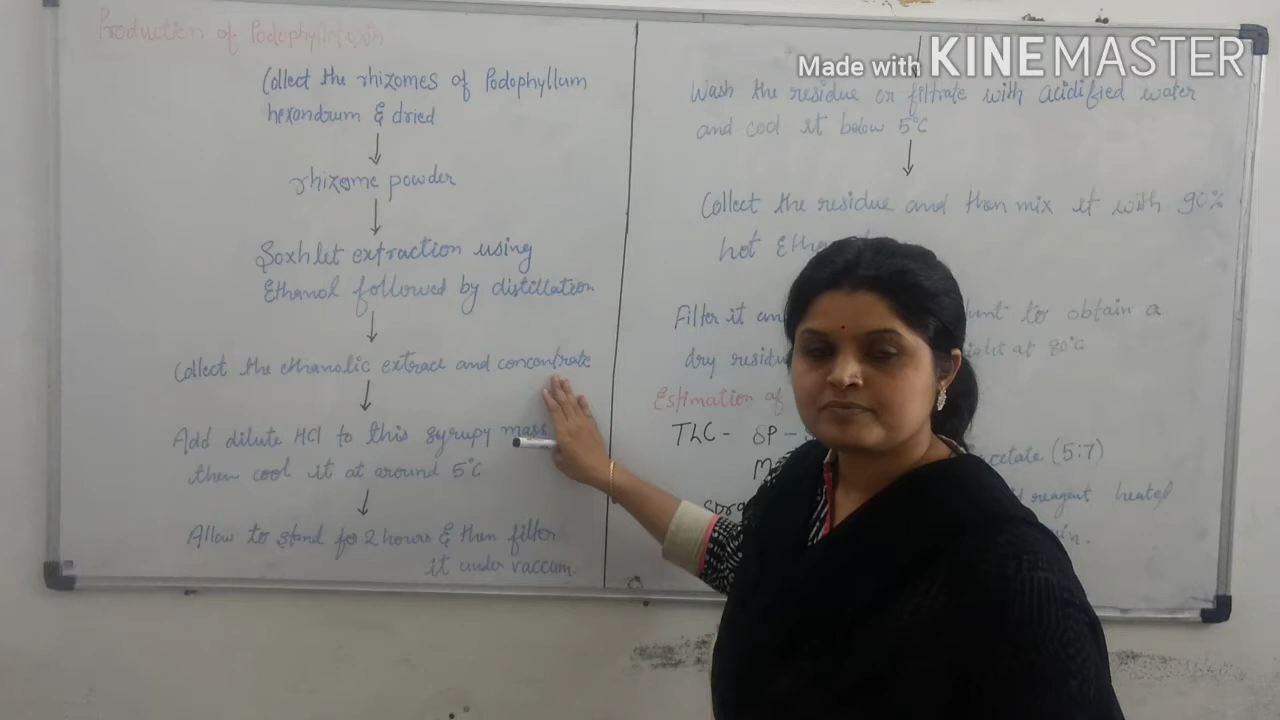 Production of Podophyllotoxin
Collect the rhizomes of Podophyllum
hexandrum & dried
rhizome powder
Soxhlet extraction using
Ethanol followed by distillation
Collect the ethanolic extract and concontrate
Add dilute HCl to this syrupy mass
then cool it at around 5°C
Allow to stand for 2 hours & then filter
it under vaccum
Made with KINEMASTER
Wash the residue or filtrate with acidified water
and cool it below 5°C
Collect the residue and then mix it with 90%
hot
Filter it to obtain a
dry at 80°C
Estimation of
TLC - SP -
acetate (5:7)
reagent heated